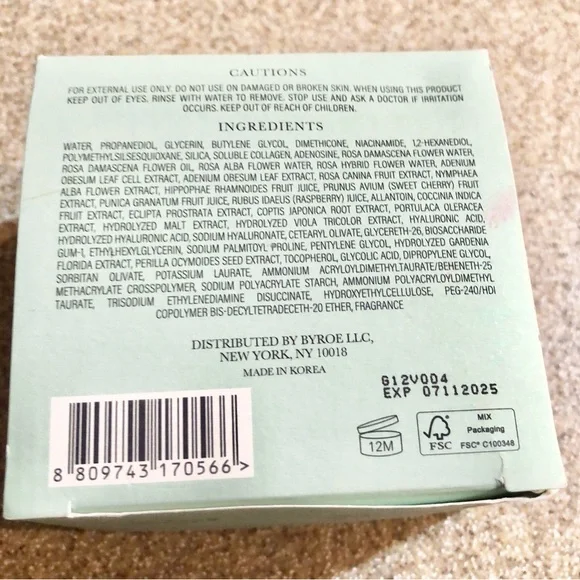 CAUTIONS
FOR EXTERNAL USE ONLY. DO NOT USE ON DAMAGED OR BROKEN SKIN. WHEN USING THIS PRODUCT
KEEP OUT OF EYES. RINSE WITH WATER TO REMOVE. STOP USE AND ASK A DOCTOR IF IRRITATION
OCCURS. KEEP OUT OF REACH OF CHILDREN.
INGREDIENTS
WATER, PROPANEDIOL, GLYCERIN, BUTYLENE GLYCOL, DIMETHICONE, NIACINAMIDE, 1,2-HEXANEDIOL,
POLYMETHYLSILSESQUIOXANE, SILICA, SOLUBLE COLLAGEN, ADENOSINE, ROSA DAMASCENA FLOWER WATER,
ROSA DAMASCENA FLOWER OIL, ROSA ALBA FLOWER WATER, ROSA HYBRID FLOWER WATER, ADENIUM
OBESUM LEAF CELL EXTRACT, ADENIUM OBESUM LEAF EXTRACT, ROSA CANINA FRUIT EXTRACT, NYMPHAEA
ALBA FLOWER EXTRACT, HIPPOPHAE RHAMNOIDES FRUIT JUICE, PRUNUS AVIUM (SWEET CHERRY) FRUIT
EXTRACT, PUNICA GRANATUM FRUIT JUICE, RUBUS IDAEUS (RASPBERRY) JUICE, ALLANTOIN, COCCINIA INDICA
FRUIT EXTRACT, ECLIPTA PROSTRATA EXTRACT, COPTIS JAPONICA ROOT EXTRACT, PORTULACA OLERACEA
EXTRACT, HYDROLYZED MALT EXTRACT, HYDROLYZED VIOLA TRICOLOR EXTRACT, HYALURONIC ACID,
HYDROLYZED HYALURONIC ACID, SODIUM HYALURONATE, CETEARYL OLIVATE, GLYCERETH-26, BIOSACCHARIDE
GUM-1, ETHYLHEXYLGLYCERIN, SODIUM PALMITOYL PROLINE, PENTYLENE GLYCOL, HYDROLYZED GARDENIA
FLORIDA EXTRACT, PERILLA OCYMOIDES SEED EXTRACT, TOCOPHEROL, GLYCOLIC ACID, DIPROPYLENE GLYCOL,
SORBITAN OLIVATE, POTASSIUM LAURATE, AMMONIUM ACRYLOYLDIMETHYLTAURATE/BEHENETH-25
METHACRYLATE CROSSPOLYMER, SODIUM POLYACRYLATE STARCH, AMMONIUM POLYACRYLOYLDIMETHYL
TAURATE, TRISODIUM ETHYLENEDIAMINE DISUCCINATE, HYDROXYETHYLCELLULOSE, PEG-240/HDI
COPOLYMER BIS-DECYLTETRADECETH-20 ETHER, FRAGRANCE
DISTRIBUTED BY BYROE LLC,
NEW YORK, NY 10018
MADE IN KOREA
G12V004
EXP 07112025
8 809743 170566 >
12M
FSC
MIX
Packaging
FSC® C100348